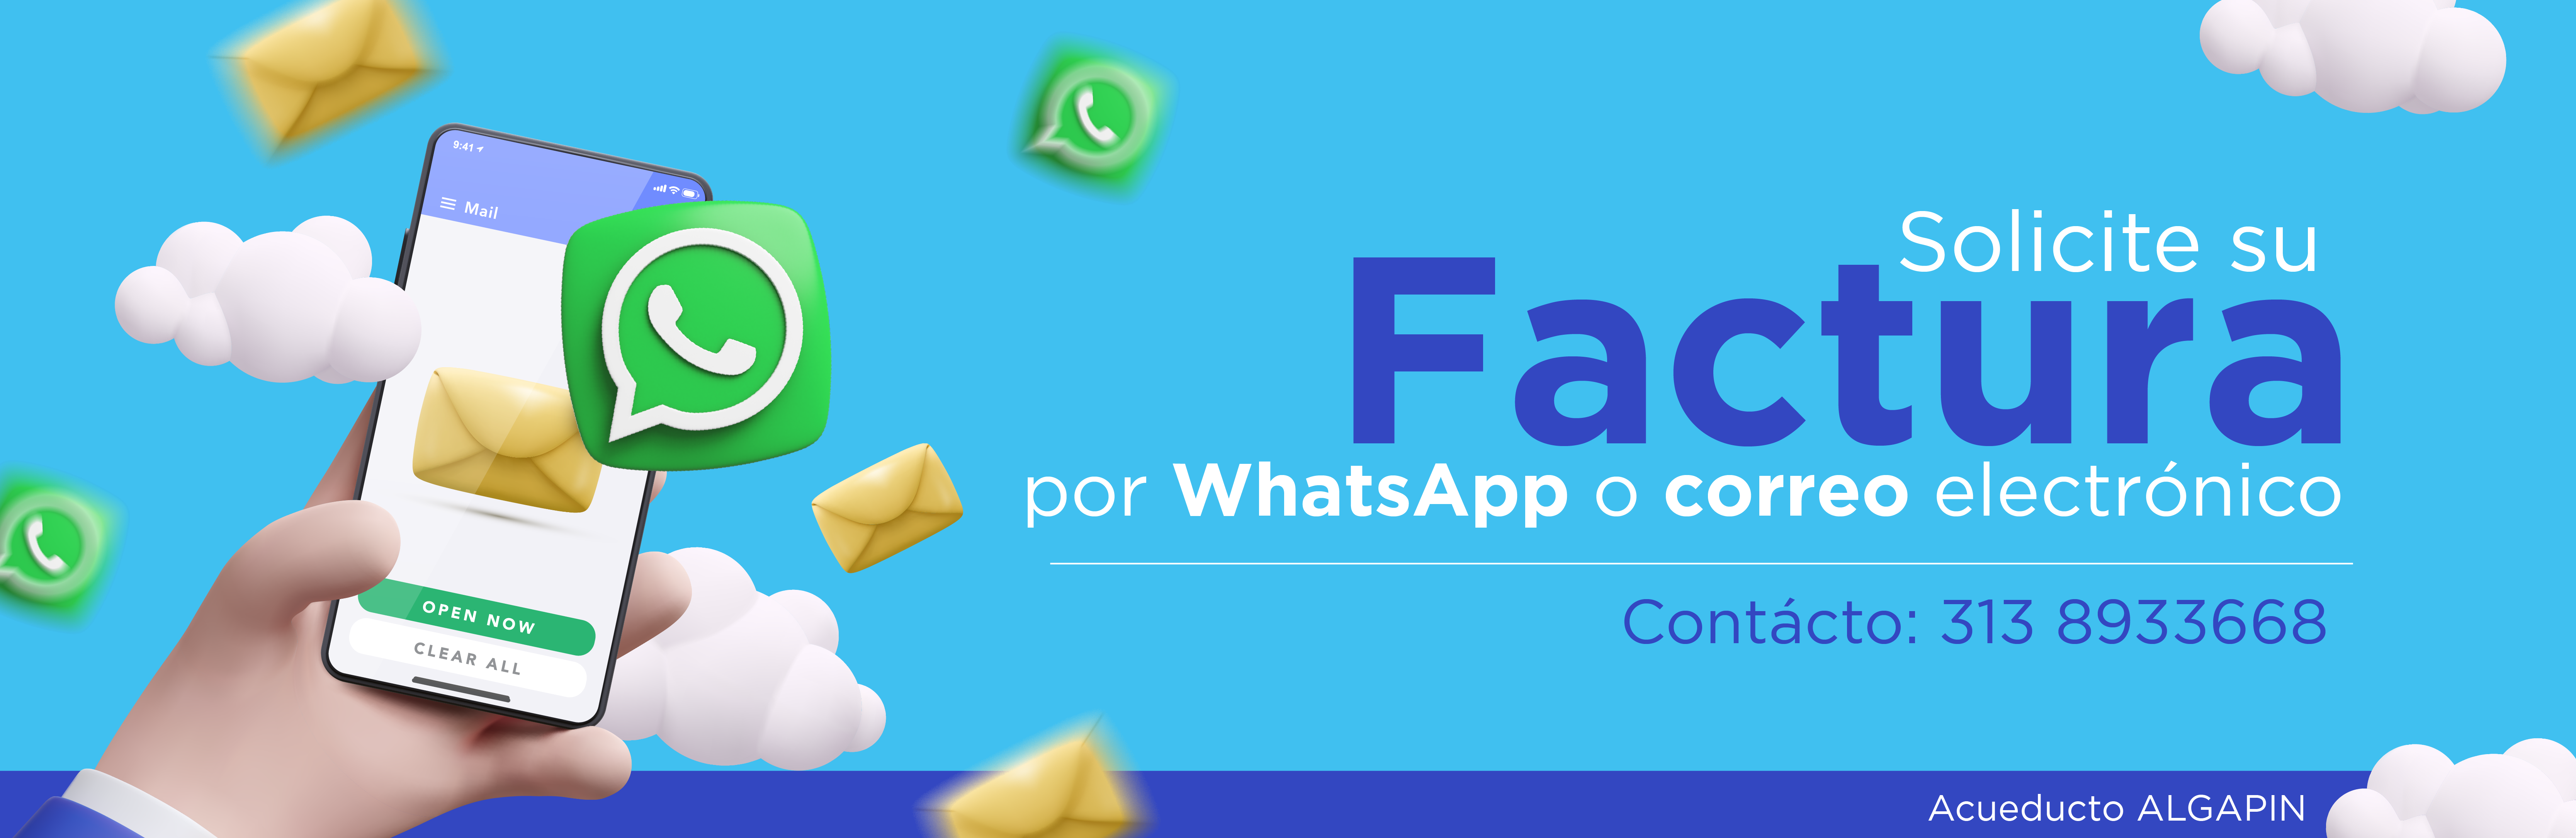 9:41
Mail
OPEN NOW
CLEAR ALL
Solicite su
Factura
por WhatsApp o correo electrónico
Contácto: 313 8933668
Acueducto ALGAPIN